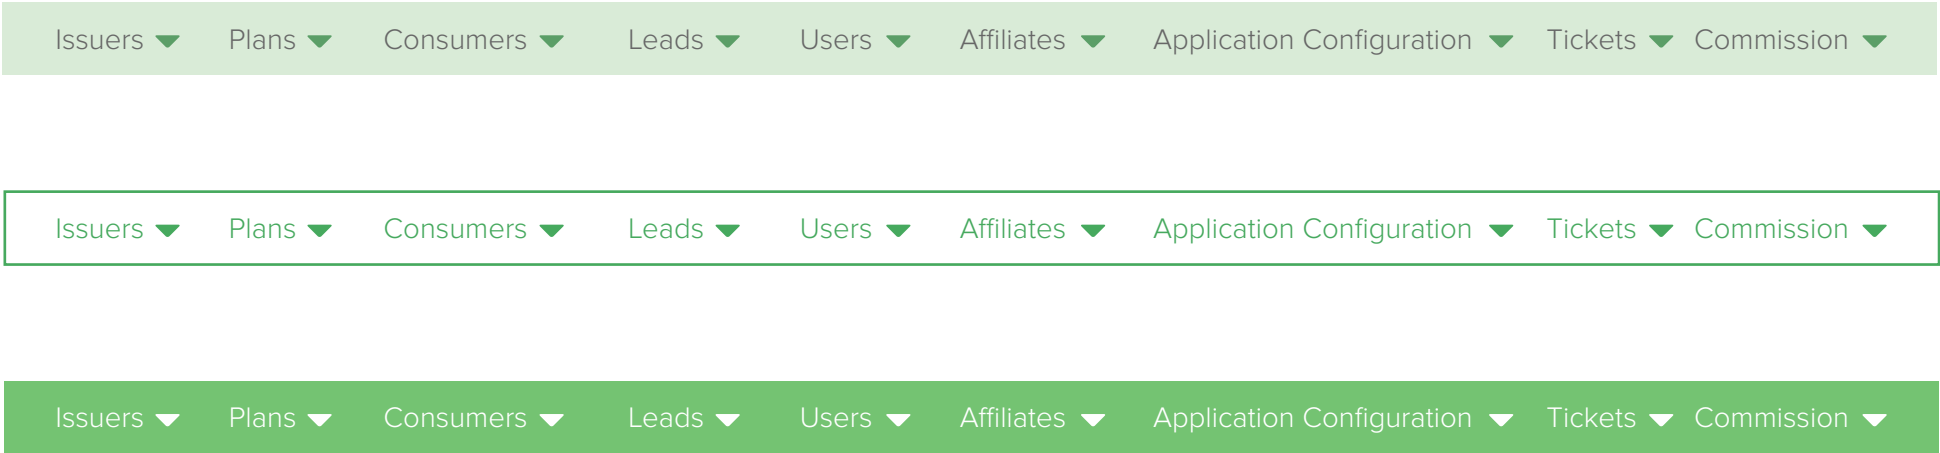 Issuers Plans Consumers Leads Users Affiliates Application Configuration Tickets Commission
Issuers Plans Consumers Leads Users Affiliates Application Configuration Tickets Commission
Issuers Plans Consumers Leads Users Affiliates Application Configuration Tickets Commission